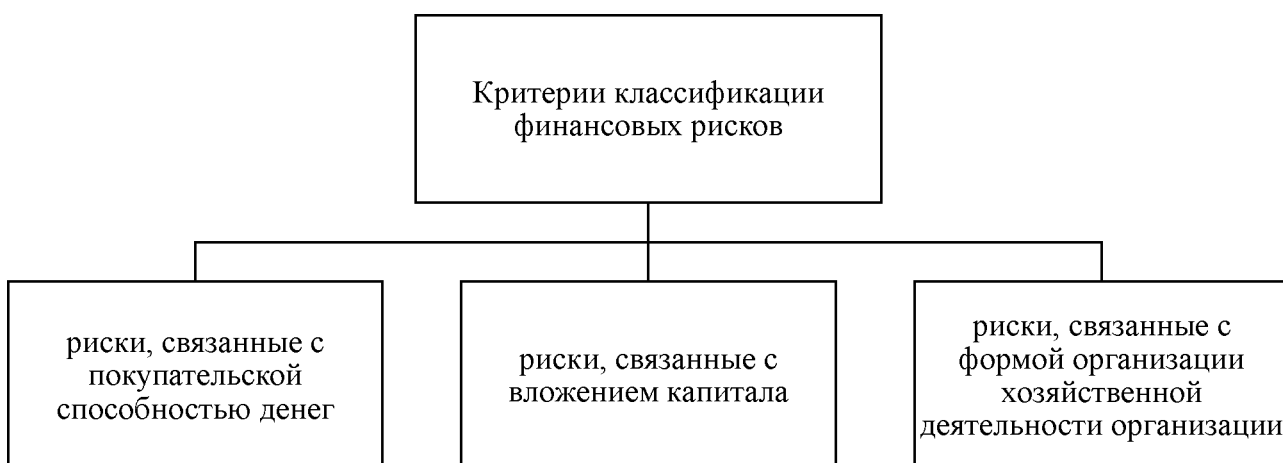 Критерии классификации
финансовых рисков
риски, связанные с
покупательской
способностью денег
риски, связанные с
вложением капитала
риски, связанные с
формой организации
хозяйственной
деятельности организации